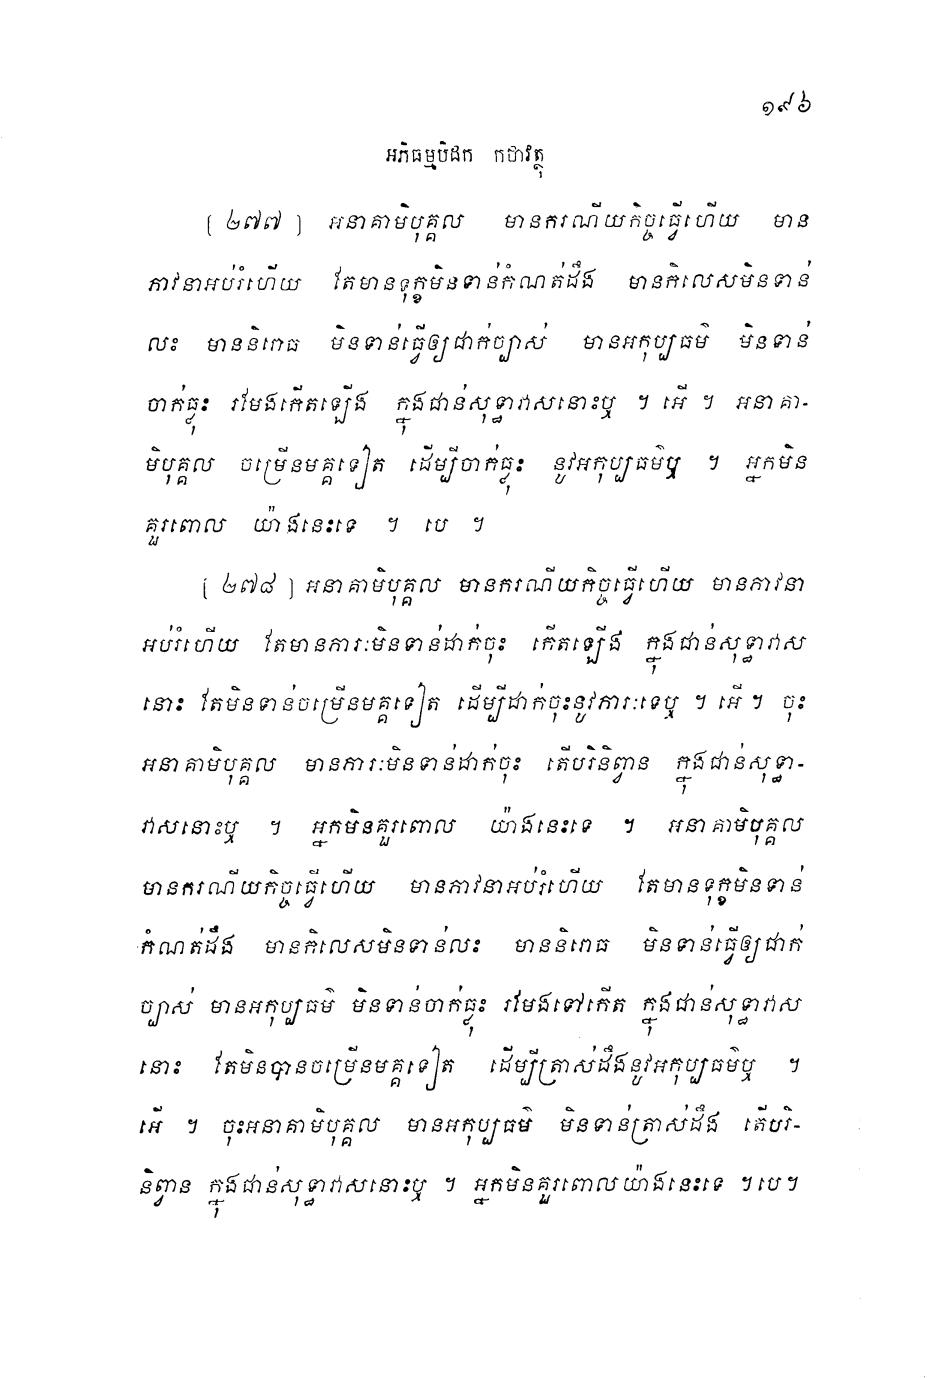 ១៩៦
អភិធម្មបិដក កថាវត្ថុ
[ ២៧៧ ] អនាគាមិបុគ្គល មានករណីយកិច្ចធ្វើហើយ មាន
ភាវនាអប់រំហើយ តែមានទុក្ខមិនទាន់កំណត់ដឹង មានកិលេសមិនទាន់
លះ មាននិរោធ មិនទាន់ធ្វើឲ្យជាក់ច្បាស់ មានអកុប្បធម៌ មិនទាន់
ចាក់ធ្លុះ រមែងកើតឡើង ក្នុងជាន់សុទ្ធាវាសនោះឬ ។ អើ ។ អនាគា-
មិបុគ្គល ចម្រើនមគ្គទៀត ដើម្បីចាក់ធ្លុះ នូវអកុប្បធម៌ឬ ។ អ្នកមិន
គួរពោល យ៉ាងនេះទេ ។ បេ ។
[ ២៧៨ ] អនាគាមិបុគ្គល មានករណីយកិច្ចធ្វើហើយ មានភាវនា
អប់រំហើយ តែមានភារៈមិនទាន់ដាក់ចុះ កើតឡើង ក្នុងជាន់សុទ្ធាវាស
នោះ តែមិនទាន់ចម្រើនមគ្គទៀត ដើម្បីដាក់ចុះនូវភារៈទេឬ ។ អើ ។ ចុះ
អនាគាមិបុគ្គល មានភារៈមិនទាន់ដាក់ចុះ តើបរិនិព្វាន ក្នុងជាន់សុទ្ធា-
វាសនោះឬ ។ អ្នកមិនគួរពោល យ៉ាងនេះទេ ។ អនាគាមិបុគ្គល
មានករណីយកិច្ចធ្វើហើយ មានភាវនាអប់រំហើយ តែមានទុក្ខមិនទាន់
កំណត់ដឹង មានកិលេសមិនទាន់លះ មាននិរោធ មិនទាន់ធ្វើឲ្យជាក់
ច្បាស់ មានអកុប្បធម៌ មិនទាន់ចាក់ធ្លុះ រមែងទៅកើត ក្នុងជាន់សុទ្ធាវាស
នោះ តែមិនបានចម្រើនមគ្គទៀត ដើម្បីត្រាស់ដឹងនូវអកុប្បធម៌ឬ ។
អើ ។ ចុះអនាគាមិបុគ្គល មានអកុប្បធម៌ មិនទាន់ត្រាស់ដឹង តើបរិ-
និព្វាន ក្នុងជាន់សុទ្ធាវាសនោះឬ ។ អ្នកមិនគួរពោលយ៉ាងនេះទេ ។ បេ ។